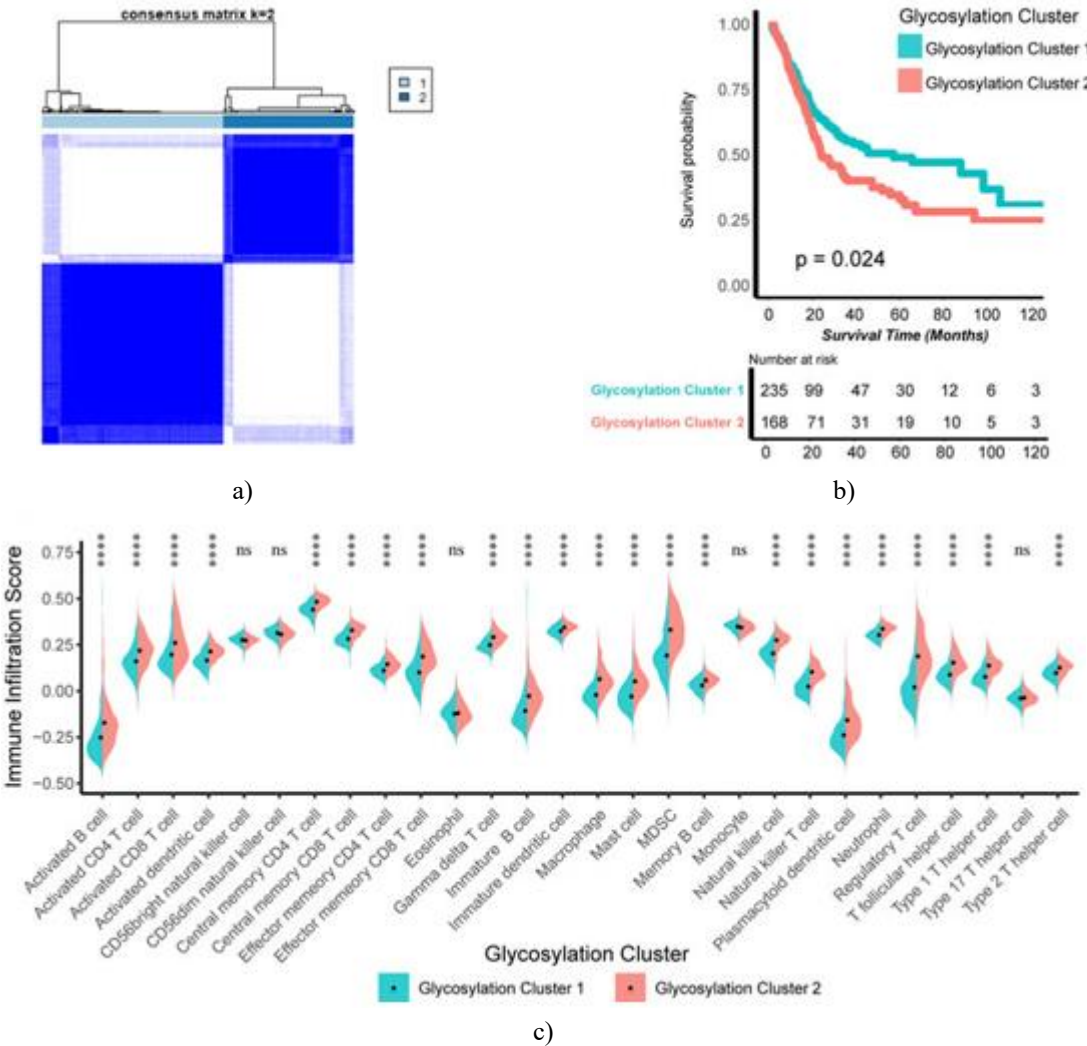 consensus matrix k=2
1
2
a)
Glycosylation Cluster
Glycosylation Cluster 1
Glycosylation Cluster 2
Survival probability
1.00
0.75
0.50
0.25
0.00
p = 0.024
0 20 40 60 80 100 120
Survival Time (Months)
Number at risk
Glycosylation Cluster 1 235 99 47 30 12 6 3
Glycosylation Cluster 2 168 71 31 19 10 5 3
0 20 40 60 80 100 120
b)
Immune Infiltration Score
0.75
0.50
0.25
0.00
−0.25
−0.50
**** **** **** **** ns ns **** **** **** **** ns **** **** **** **** **** **** **** ns **** **** **** **** **** **** **** ns ****
Activated B cell
Activated CD4 T cell
Activated CD8 T cell
Activated dendritic cell
CD56bright natural killer cell
CD56dim natural killer cell
Central memory CD4 T cell
Central memory CD8 T cell
Effector memeory CD4 T cell
Effector memeory CD8 T cell
Eosinophil
Gamma delta T cell
Immature B cell
Immature dendritic cell
Macrophage
Mast cell
MDSC
Memory B cell
Monocyte
Natural killer cell
Natural killer T cell
Plasmacytoid dendritic cell
Neutrophil
Regulatory T cell
T follicular helper cell
Type 1 T helper cell
Type 17 T helper cell
Type 2 T helper cell
Glycosylation Cluster
Glycosylation Cluster 1 Glycosylation Cluster 2
c)